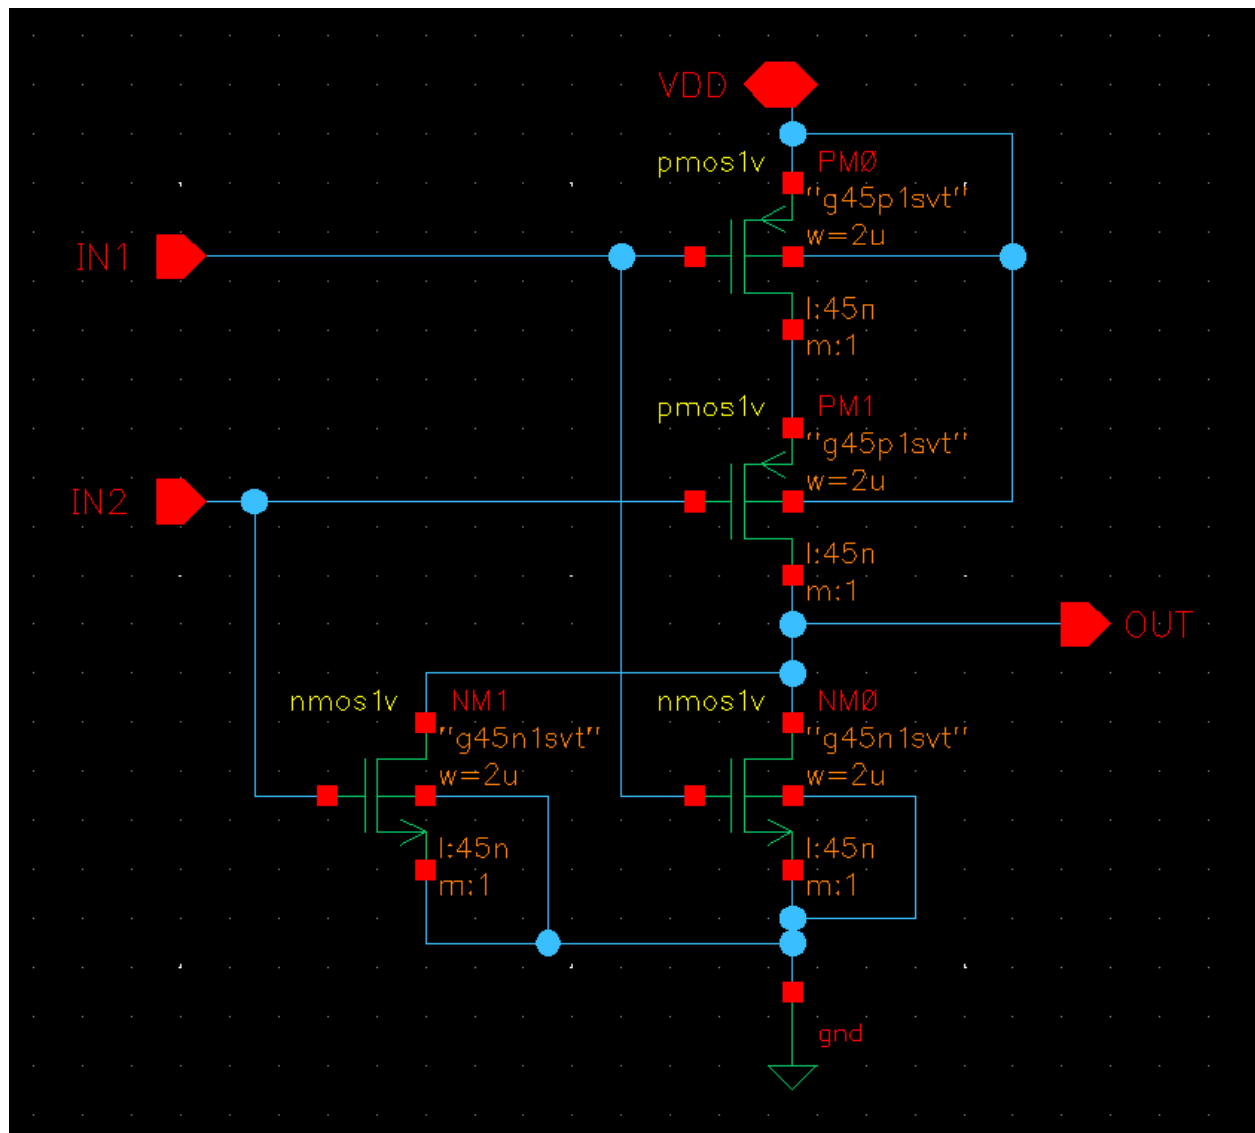 VDD
pmos1v PM0
"g45p1svt"
w=2u
IN1
l:45n
m:1
pmos1v PM1
"g45p1svt"
w=2u
IN2
l:45n
m:1
OUT
nmos1v NM1
"g45n1svt"
w=2u
l:45n
m:1
nmos1v NM0
"g45n1svt"
w=2u
l:45n
m:1
gnd